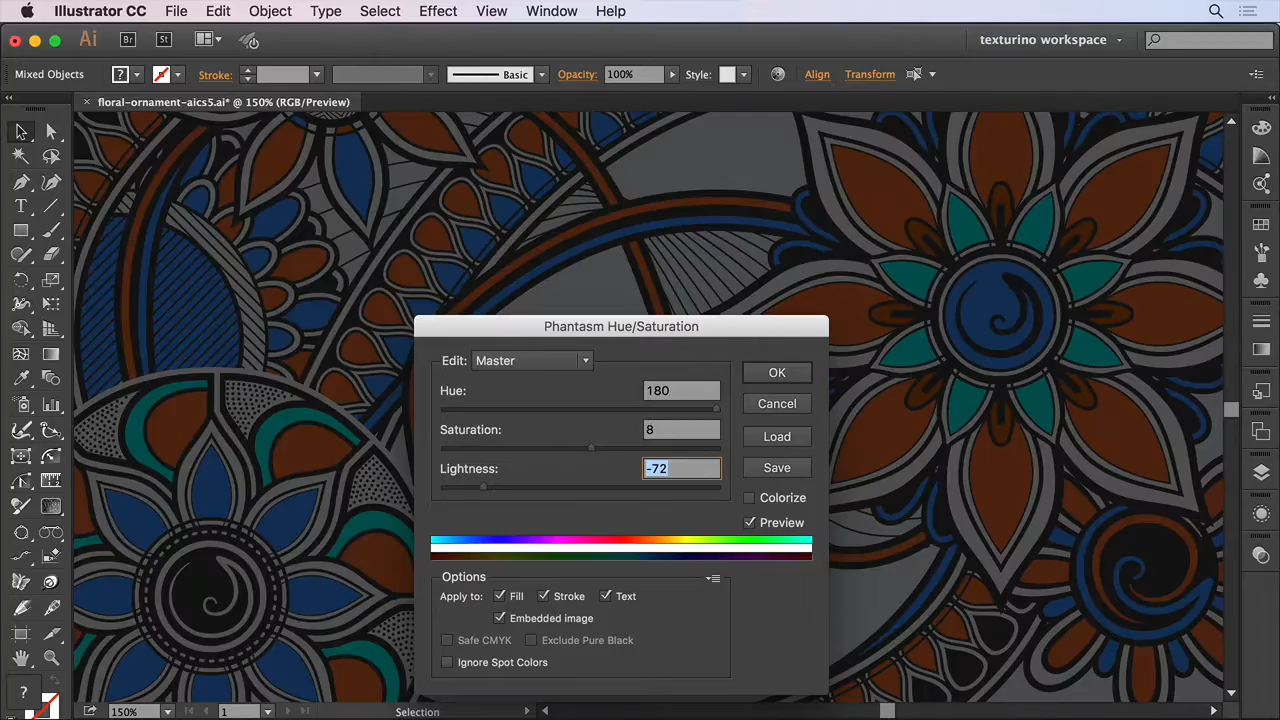 Illustrator CC File Edit Object Type Select Effect View Window Help
Ai Br St texturino workspace
Mixed Objects ? Stroke: Basic Opacity: 100% Style: Align Transform
× floral-ornament-aics5.ai* @ 150% (RGB/Preview)
Phantasm Hue/Saturation
Edit: Master
OK
Hue: 180
Cancel
Saturation: 8
Load
Lightness: -72
Save
Colorize
Preview
Options
Apply to: Fill Stroke Text
Embedded image
Safe CMYK Exclude Pure Black
Ignore Spot Colors
T
?
150% 1 Selection